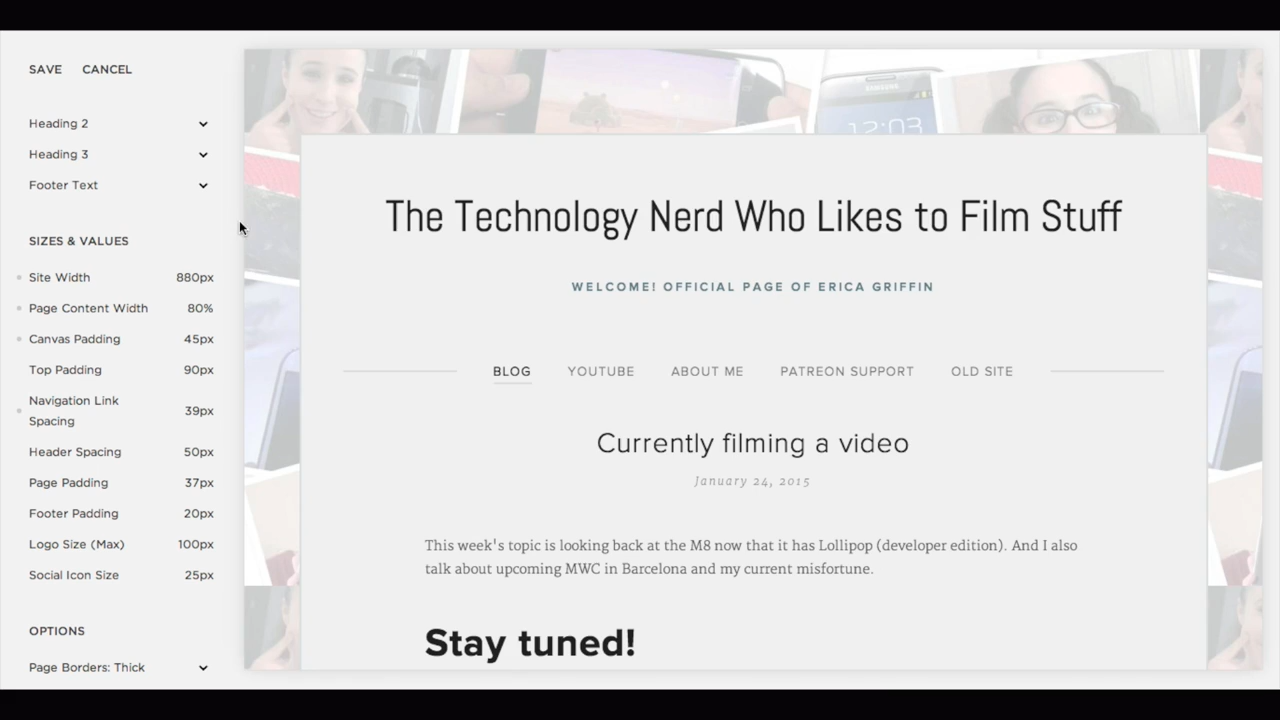 SAVE CANCEL
Heading 2
Heading 3
Footer Text
SIZES & VALUES
Site Width 880px
Page Content Width 80%
Canvas Padding 45px
Top Padding 90px
Navigation Link
Spacing 39px
Header Spacing 50px
Page Padding 37px
Footer Padding 20px
Logo Size (Max) 100px
Social Icon Size 25px
OPTIONS
Page Borders: Thick
SAMSUNG
12:03
The Technology Nerd Who Likes to Film Stuff
WELCOME! OFFICIAL PAGE OF ERICA GRIFFIN
BLOG YOUTUBE ABOUT ME PATREON SUPPORT OLD SITE
Currently filming a video
January 24, 2015
This week's topic is looking back at the M8 now that it has Lollipop (developer edition). And I also
talk about upcoming MWC in Barcelona and my current misfortune.
Stay tuned!